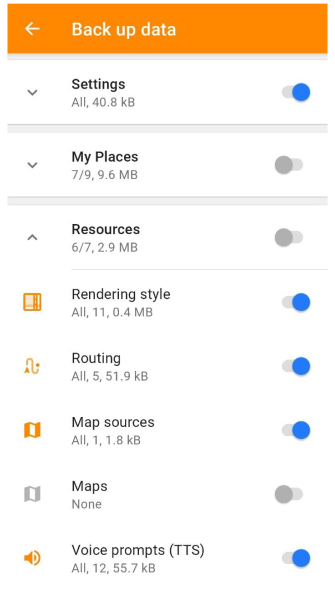 Back up data
Settings
All, 40.8 kB
My Places
7/9, 9.6 MB
Resources
6/7, 2.9 MB
Rendering style
All, 11, 0.4 MB
Routing
All, 5, 51.9 kB
Map sources
All, 1, 1.8 kB
Maps
None
Voice prompts (TTS)
All, 12, 55.7 kB